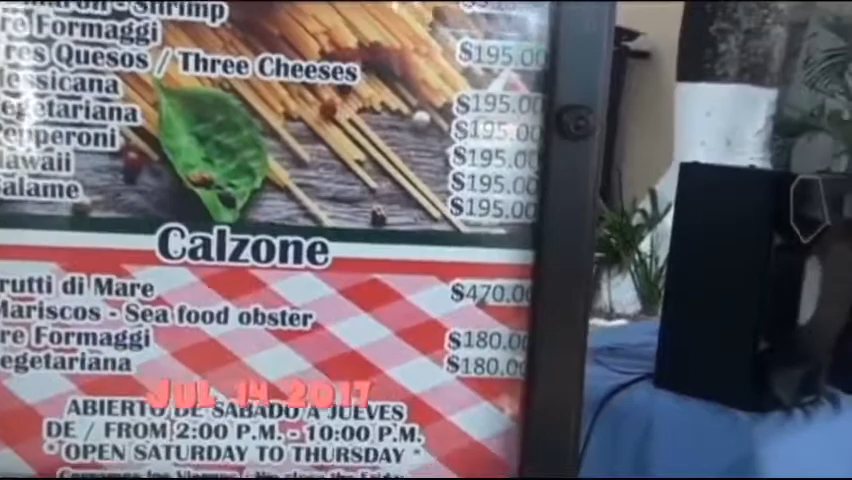 - Shrimp
re Formaggi
res Quesos / Three Cheeses $195.00
essicana $195.00
egetariana $195.00
epperoni $195.00
awaii $195.00
alame $195.00
Calzone
rutti di Mare $470.00
Mariscos - Sea food obster
re Formaggi $180.00
egetariana $180.00
JUL 14 2017
ABIERTO DE SABADO A JUEVES
DE / FROM 2:00 P.M. - 10:00 P.M.
* OPEN SATURDAY TO THURSDAY *